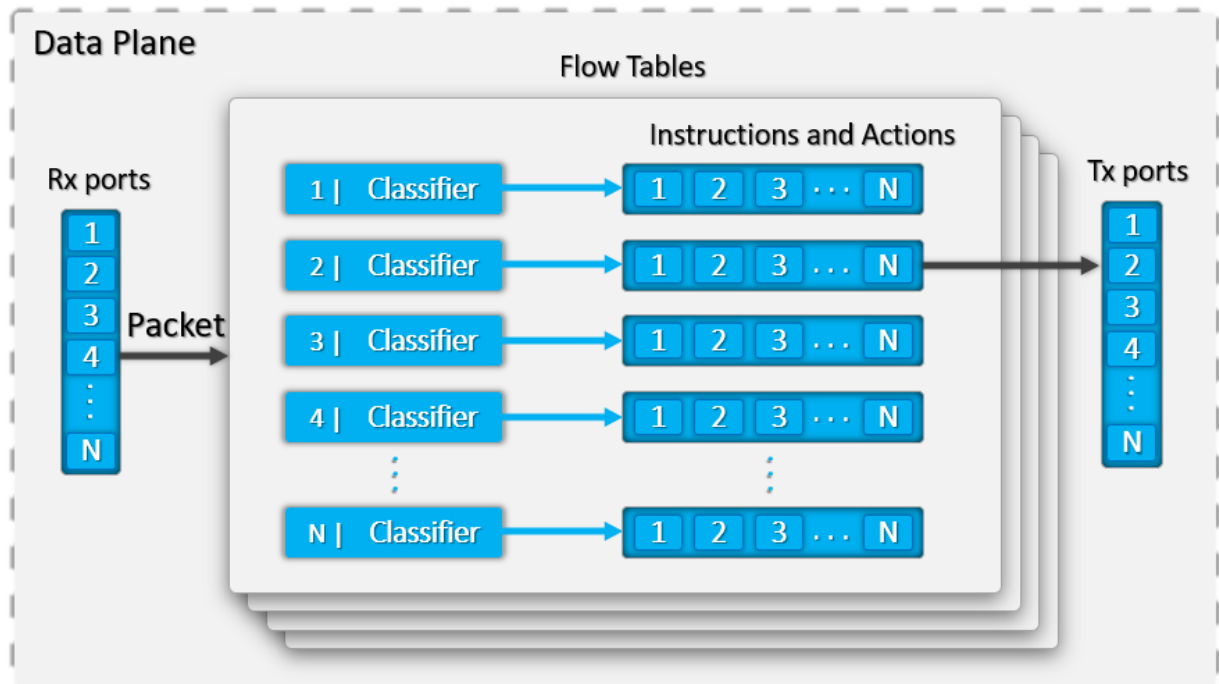 Data Plane
Flow Tables
Instructions and Actions
Rx ports
Tx ports
1
2
3
4
⋮
N
Packet
1 | Classifier
1 2 3 ... N
2 | Classifier
1 2 3 ... N
3 | Classifier
1 2 3 ... N
4 | Classifier
1 2 3 ... N
⋮
⋮
N | Classifier
1 2 3 ... N
1
2
3
4
⋮
N